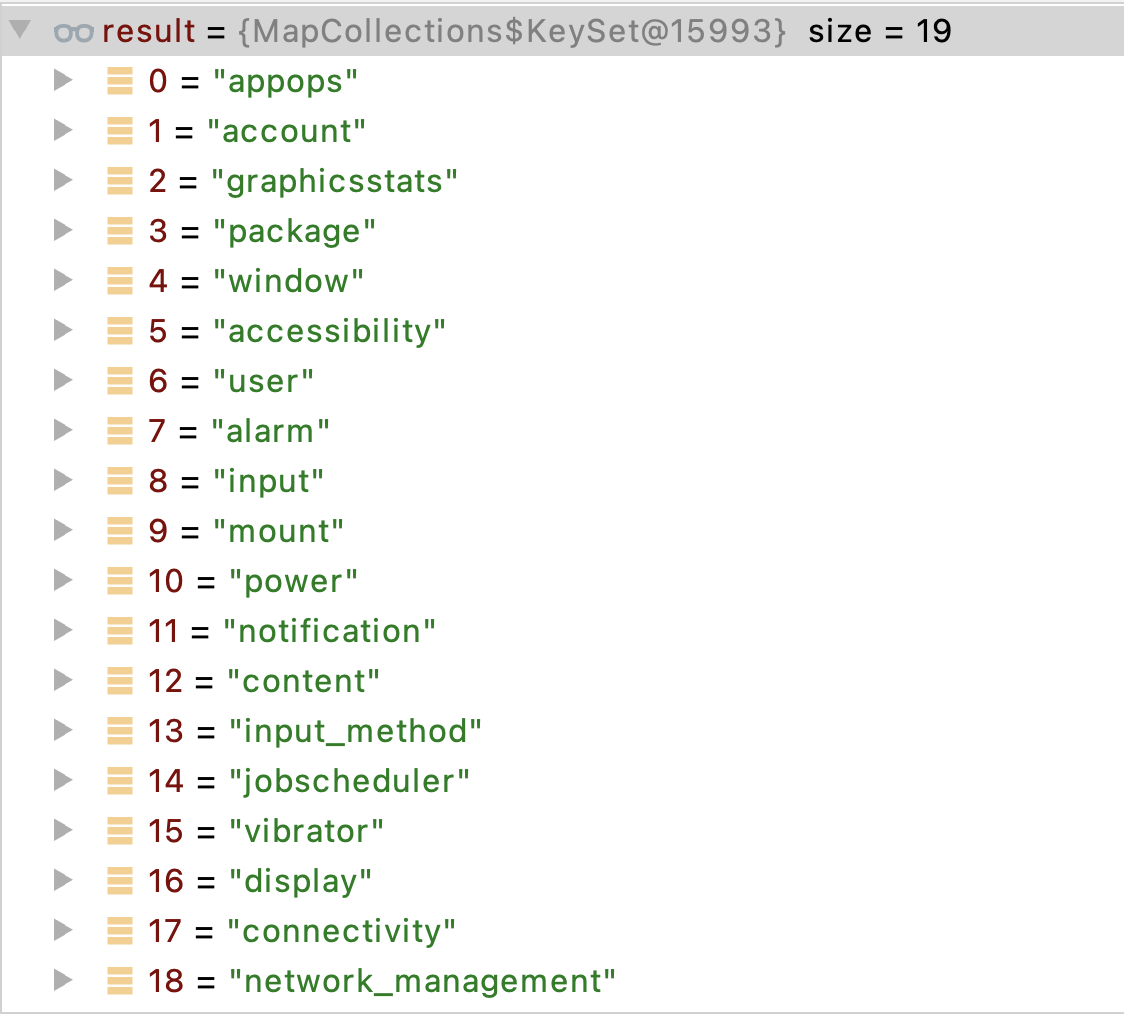 result = {MapCollections$KeySet@15993} size = 19
0 = "appops"
1 = "account"
2 = "graphicsstats"
3 = "package"
4 = "window"
5 = "accessibility"
6 = "user"
7 = "alarm"
8 = "input"
9 = "mount"
10 = "power"
11 = "notification"
12 = "content"
13 = "input_method"
14 = "jobscheduler"
15 = "vibrator"
16 = "display"
17 = "connectivity"
18 = "network_management"